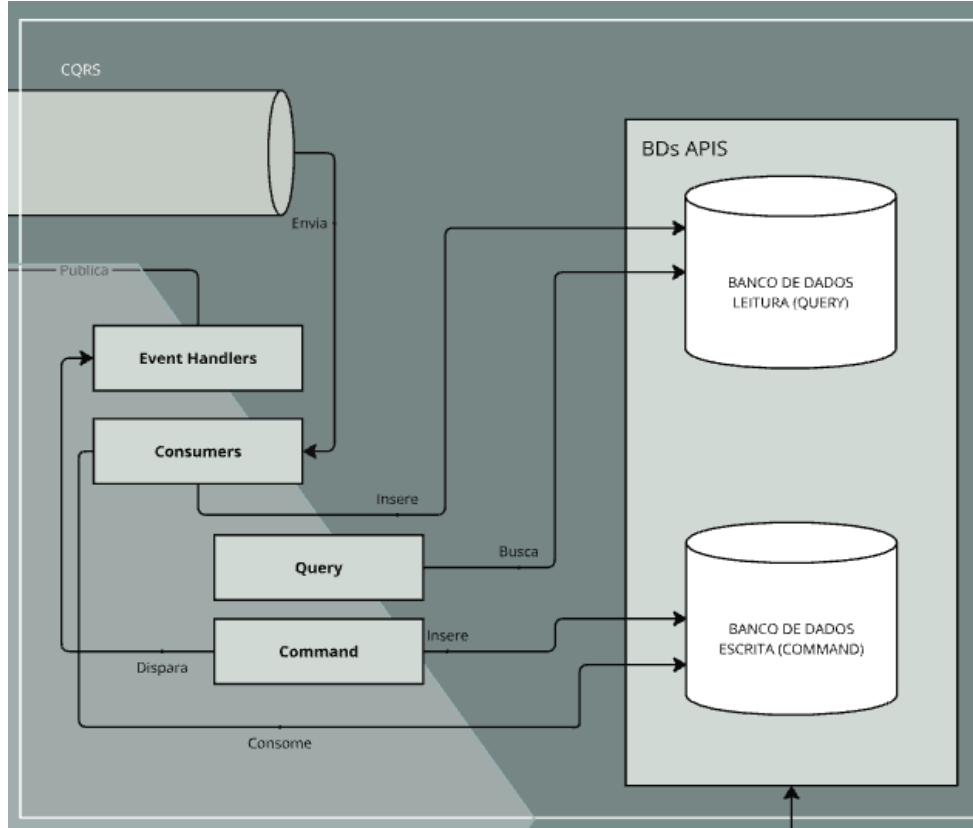 CQRS
BDs APIS
Envia
Publica
BANCO DE DADOS
LEITURA (QUERY)
Event Handlers
Consumers
Insere
Busca
Query
Insere
Command
Dispara
BANCO DE DADOS
ESCRITA (COMMAND)
Consome